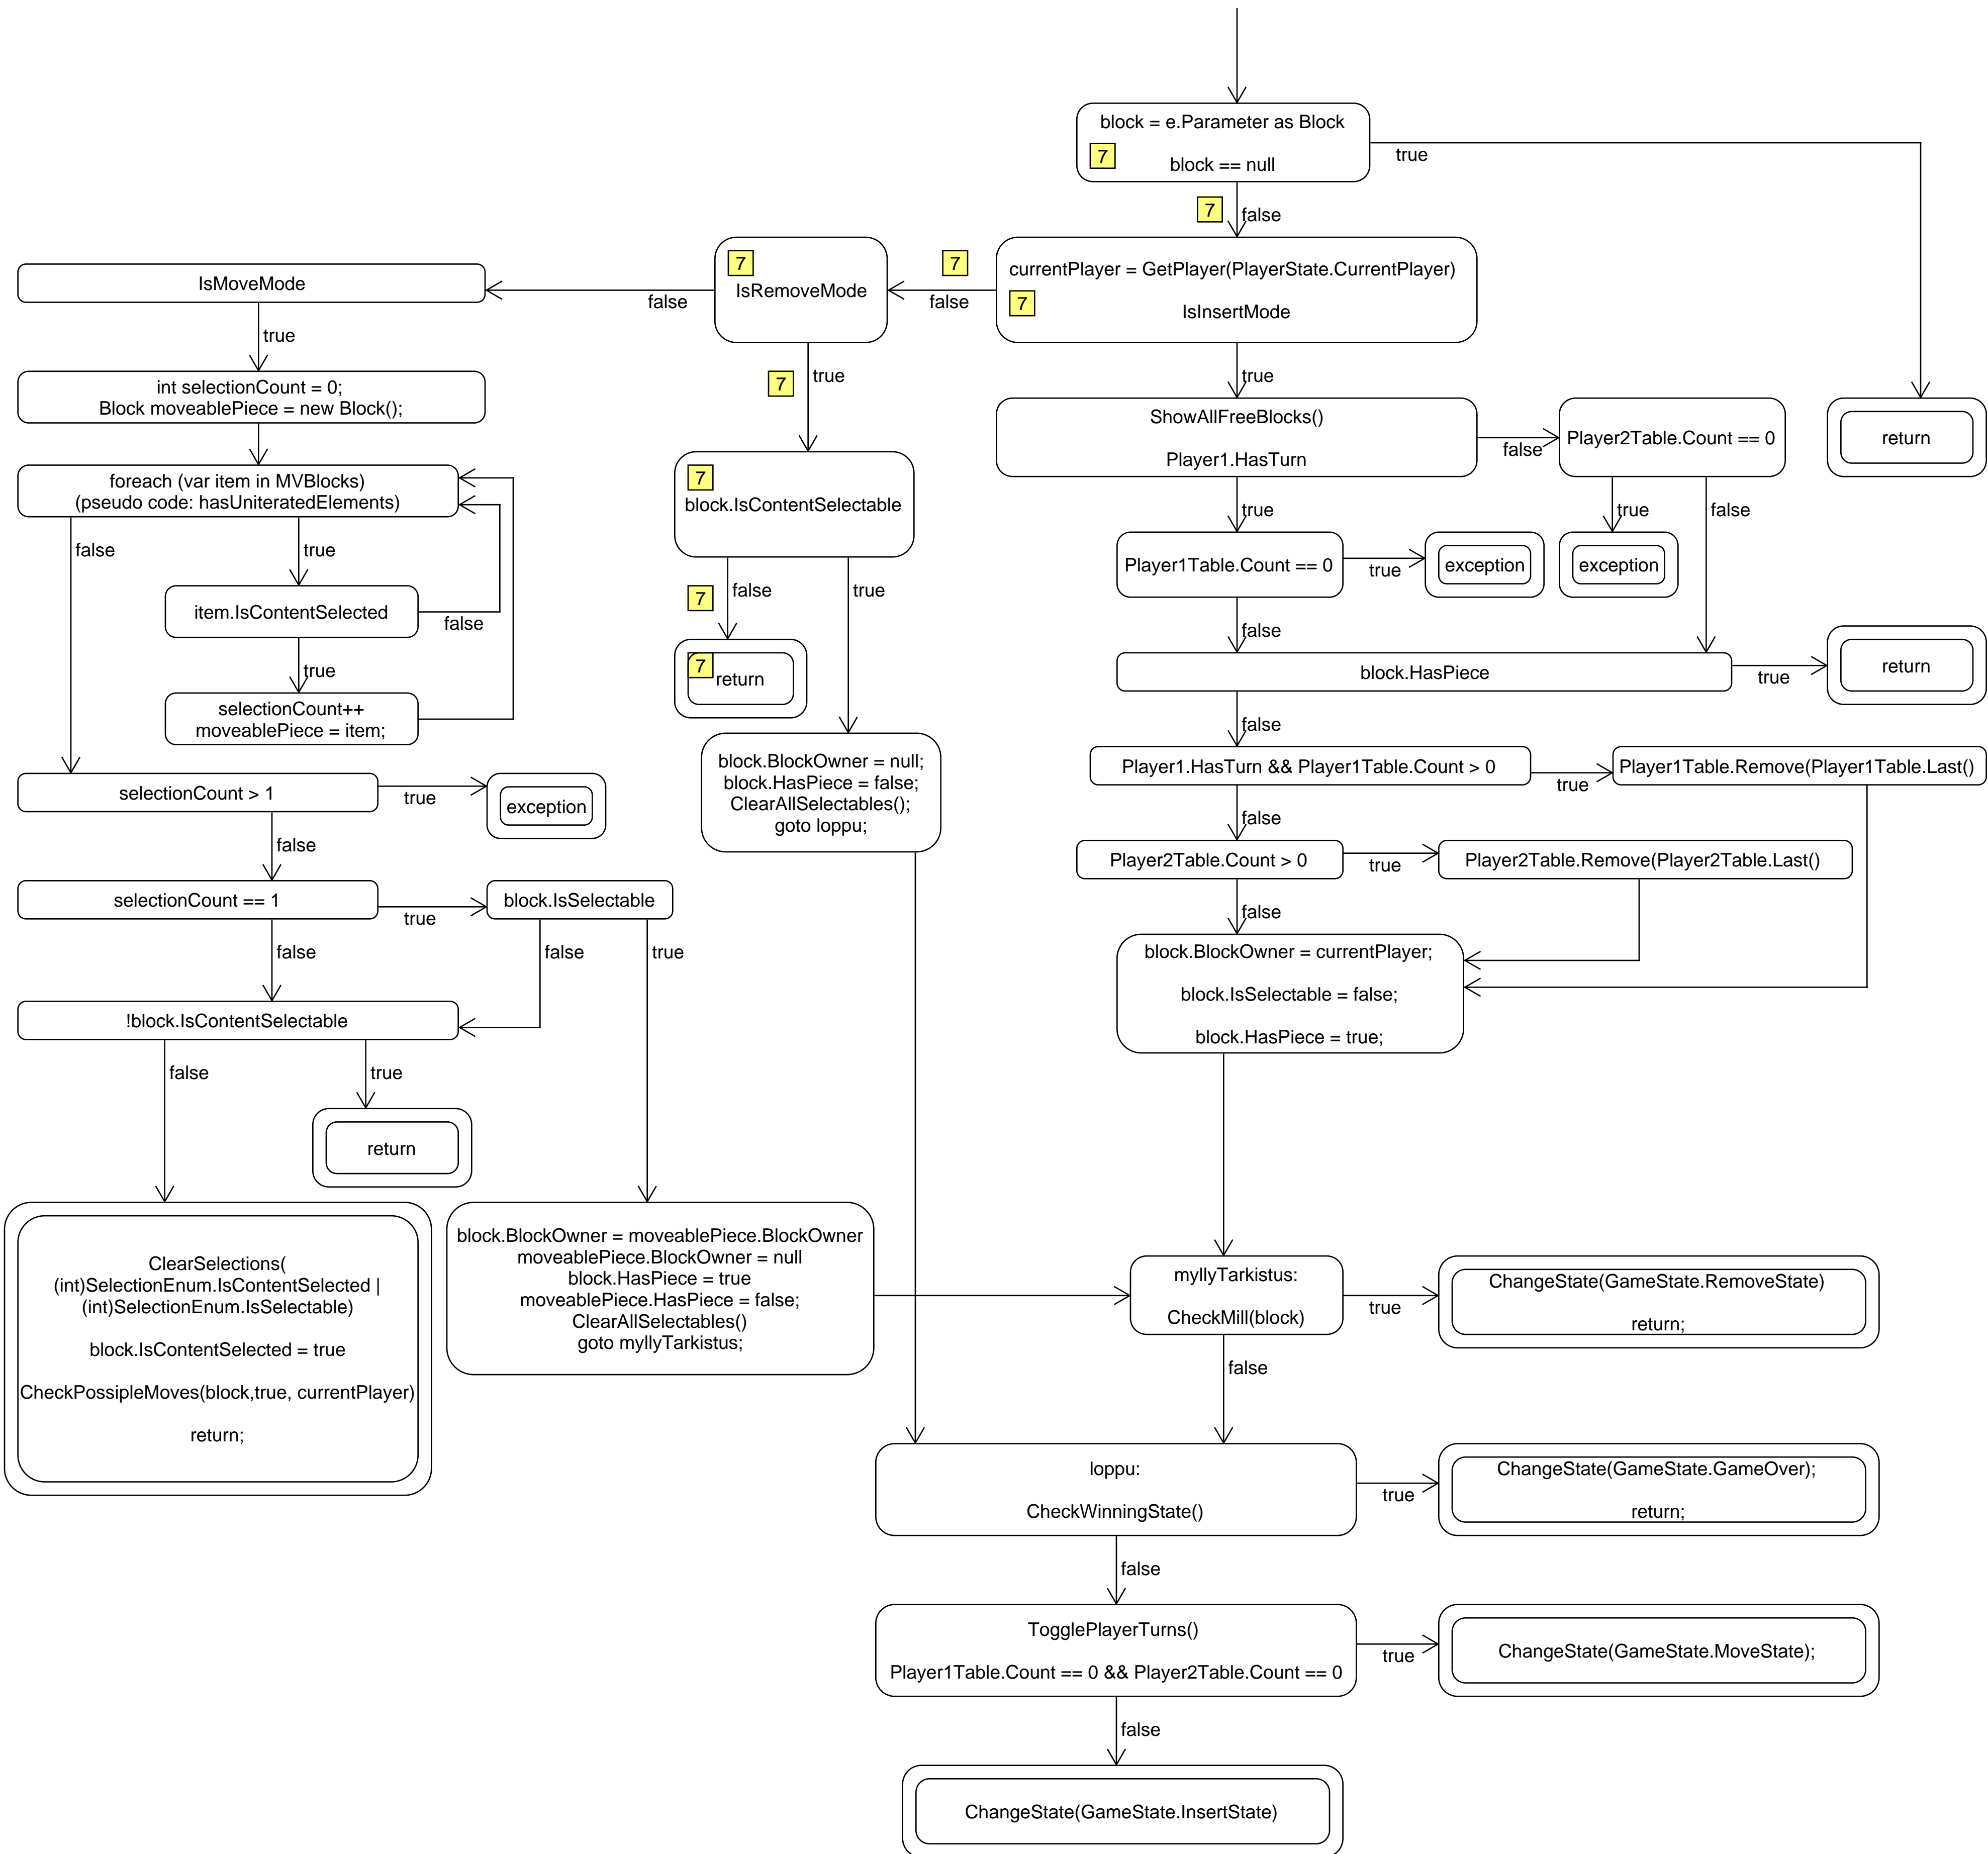 block = e.Parameter as Block
7
block == null
true
7
false
currentPlayer = GetPlayer(PlayerState.CurrentPlayer)
7
IsInsertMode
7
false
7
IsRemoveMode
false
IsMoveMode
true
int selectionCount = 0;
Block moveablePiece = new Block();
foreach (var item in MVBlocks)
(pseudo code: hasUniteratedElements)
false
true
item.IsContentSelected
false
true
selectionCount++
moveablePiece = item;
selectionCount > 1
true
exception
false
selectionCount == 1
true
block.IsSelectable
false
false
true
!block.IsContentSelectable
false
true
return
ClearSelections(
(int)SelectionEnum.IsContentSelected |
(int)SelectionEnum.IsSelectable)
block.IsContentSelected = true
CheckPossipleMoves(block,true, currentPlayer)
return;
block.BlockOwner = moveablePiece.BlockOwner
moveablePiece.BlockOwner = null
block.HasPiece = true
moveablePiece.HasPiece = false;
ClearAllSelectables()
goto myllyTarkistus;
7
true
7
block.IsContentSelectable
7
false
true
7
return
block.BlockOwner = null;
block.HasPiece = false;
ClearAllSelectables();
goto loppu;
true
ShowAllFreeBlocks()
Player1.HasTurn
false
Player2Table.Count == 0
return
true
true
false
Player1Table.Count == 0
true
exception
exception
false
block.HasPiece
true
return
false
Player1.HasTurn && Player1Table.Count > 0
true
Player1Table.Remove(Player1Table.Last()
false
Player2Table.Count > 0
true
Player2Table.Remove(Player2Table.Last()
false
block.BlockOwner = currentPlayer;
block.IsSelectable = false;
block.HasPiece = true;
myllyTarkistus:
CheckMill(block)
true
ChangeState(GameState.RemoveState)
return;
false
loppu:
CheckWinningState()
true
ChangeState(GameState.GameOver);
return;
false
TogglePlayerTurns()
Player1Table.Count == 0 && Player2Table.Count == 0
true
ChangeState(GameState.MoveState);
false
ChangeState(GameState.InsertState)